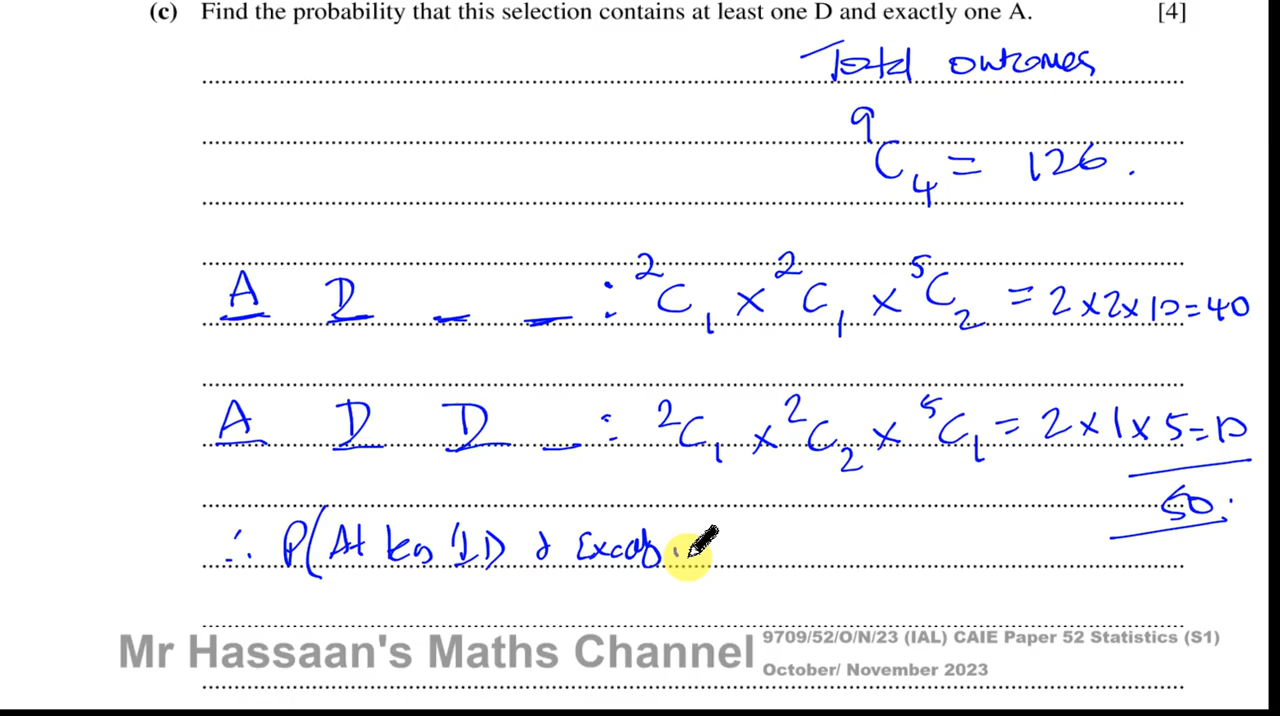 (c) Find the probability that this selection contains at least one D and exactly one A. [4]
Total outcomes
⁹C₄ = 126.
A D _ _ : ²C₁ × ²C₁ × ⁵C₂ = 2×2×10=40
A D D _ : ²C₁ × ²C₂ × ⁵C₁ = 2×1×5=10
50.
∴ P(At 1D &
Mr Hassaan's Maths Channel
9709/52/O/N/23 (IAL) CAIE Paper 52 Statistics (S1)
October/ November 2023